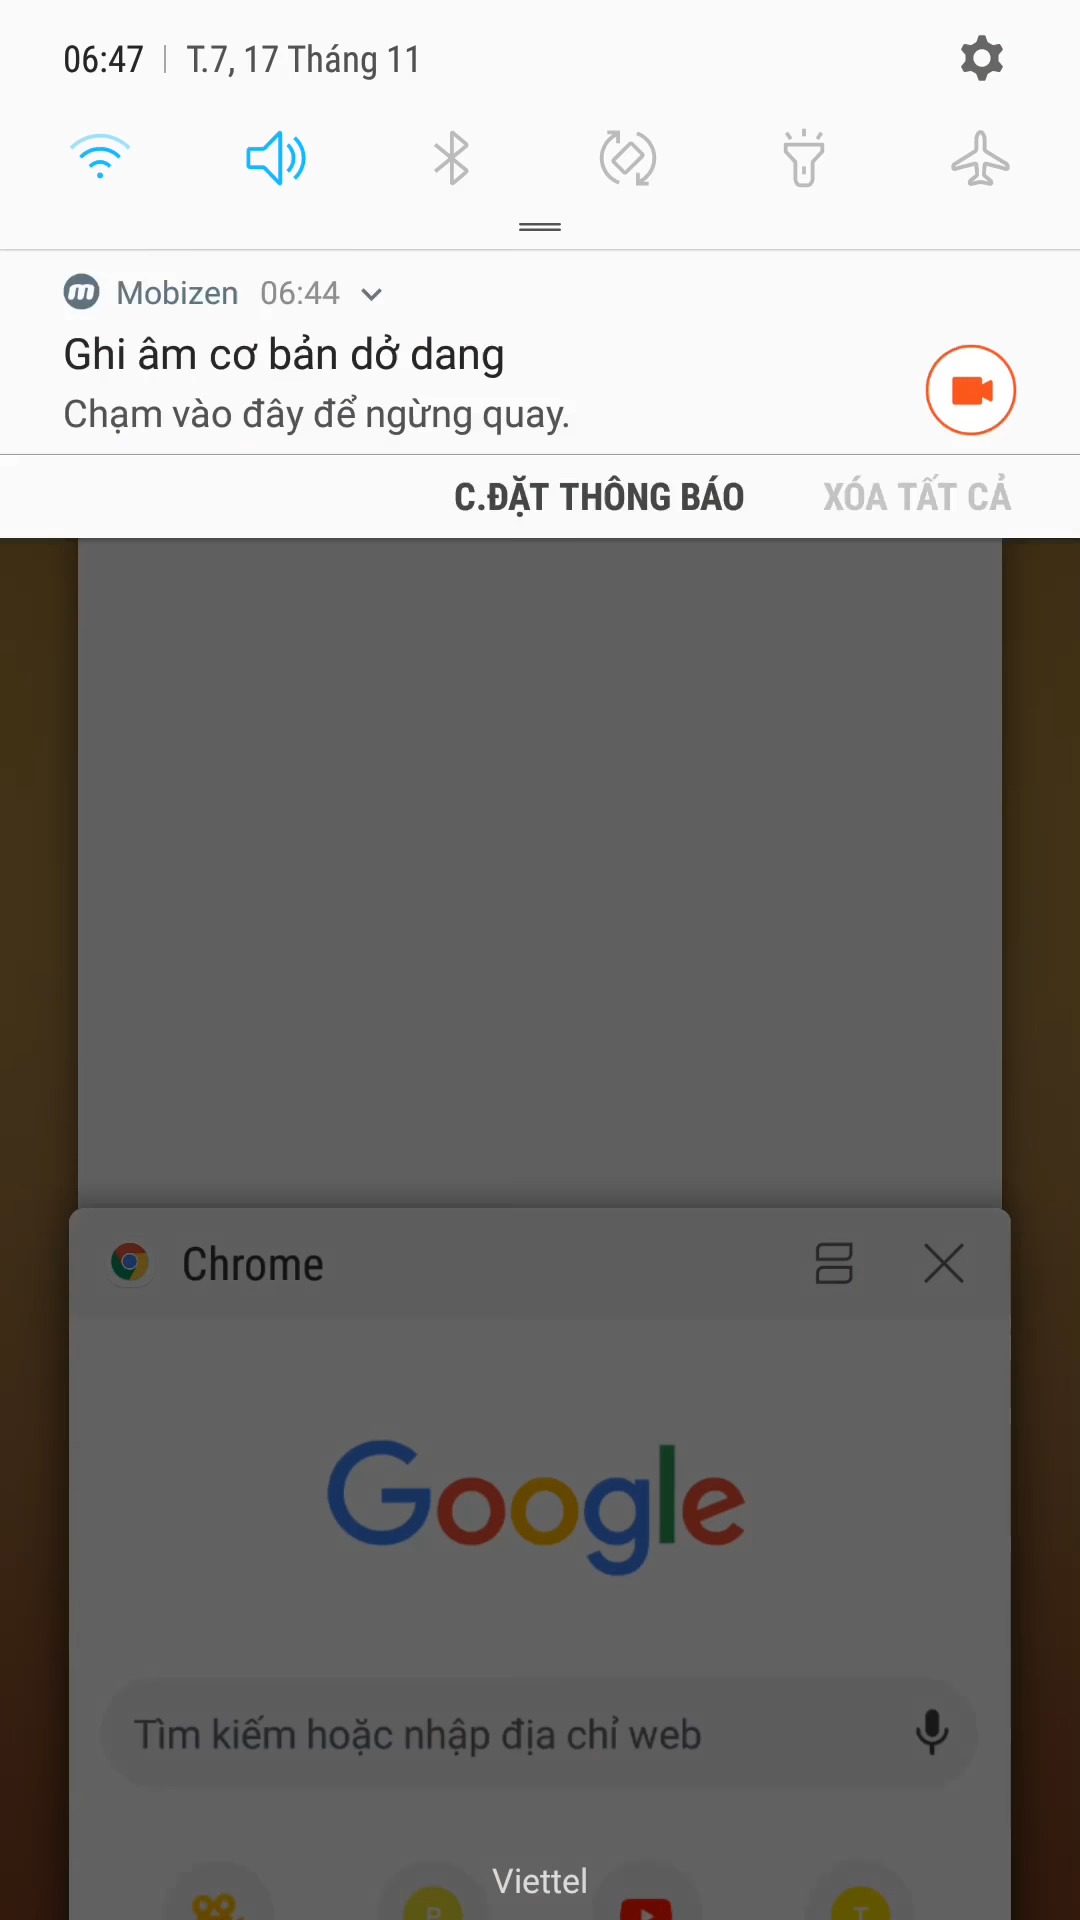 06:47 | T.7, 17 Tháng 11
Mobizen 06:44
Ghi âm cơ bản dở dang
Chạm vào đây để ngừng quay.
C.ĐẶT THÔNG BÁO XÓA TẤT CẢ
Chrome
Google
Tìm kiếm hoặc nhập địa chỉ web
Viettel
P T